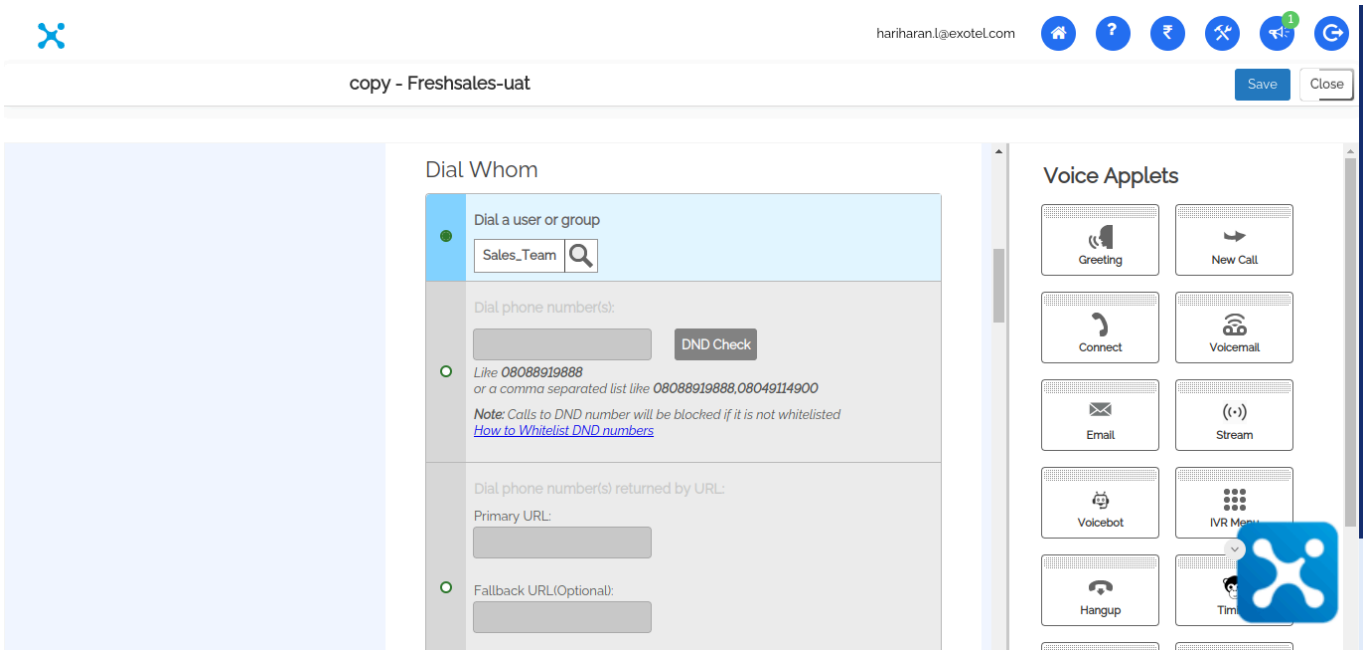 hariharan.l@exotel.com
₹
?
1
copy - Freshsales-uat
Save
Close
Dial Whom
Dial a user or group
Sales_Team
Dial phone number(s):
DND Check
Like 08088919888
or a comma separated list like 08088919888,08049114900
Note: Calls to DND number will be blocked if it is not whitelisted
How to Whitelist DND numbers
Dial phone number(s) returned by URL:
Primary URL:
Fallback URL(Optional):
Voice Applets
Greeting
New Call
Connect
Voicemail
Email
Stream
Voicebot
IVR Menu
Hangup